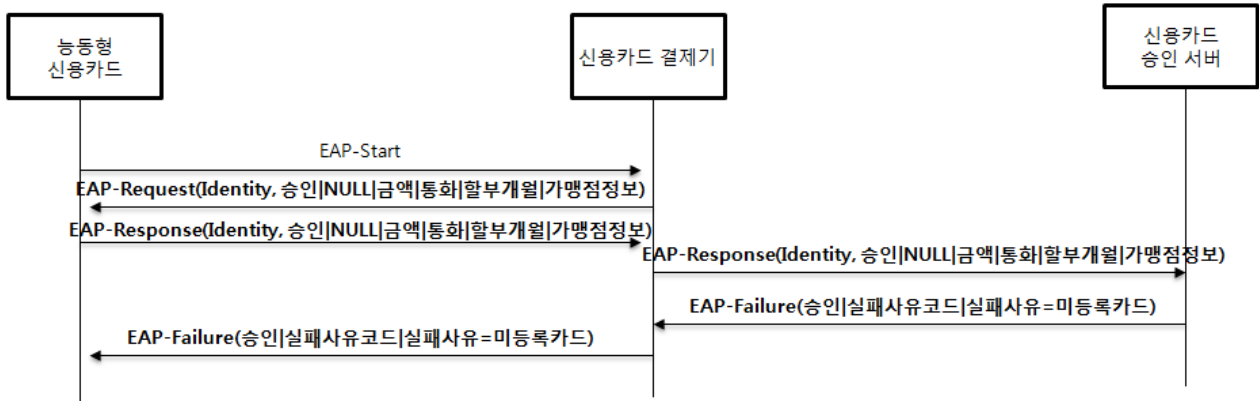 능동형
신용카드
신용카드 결제기
신용카드
승인 서버
EAP-Start
EAP-Request(Identity, 승인|NULL|금액|통화|할부개월|가맹점정보)
EAP-Response(Identity, 승인|NULL|금액|통화|할부개월|가맹점정보)
EAP-Response(Identity, 승인|NULL|금액|통화|할부개월|가맹점정보)
EAP-Failure(승인|실패사유코드|실패사유=미등록카드)
EAP-Failure(승인|실패사유코드|실패사유=미등록카드)